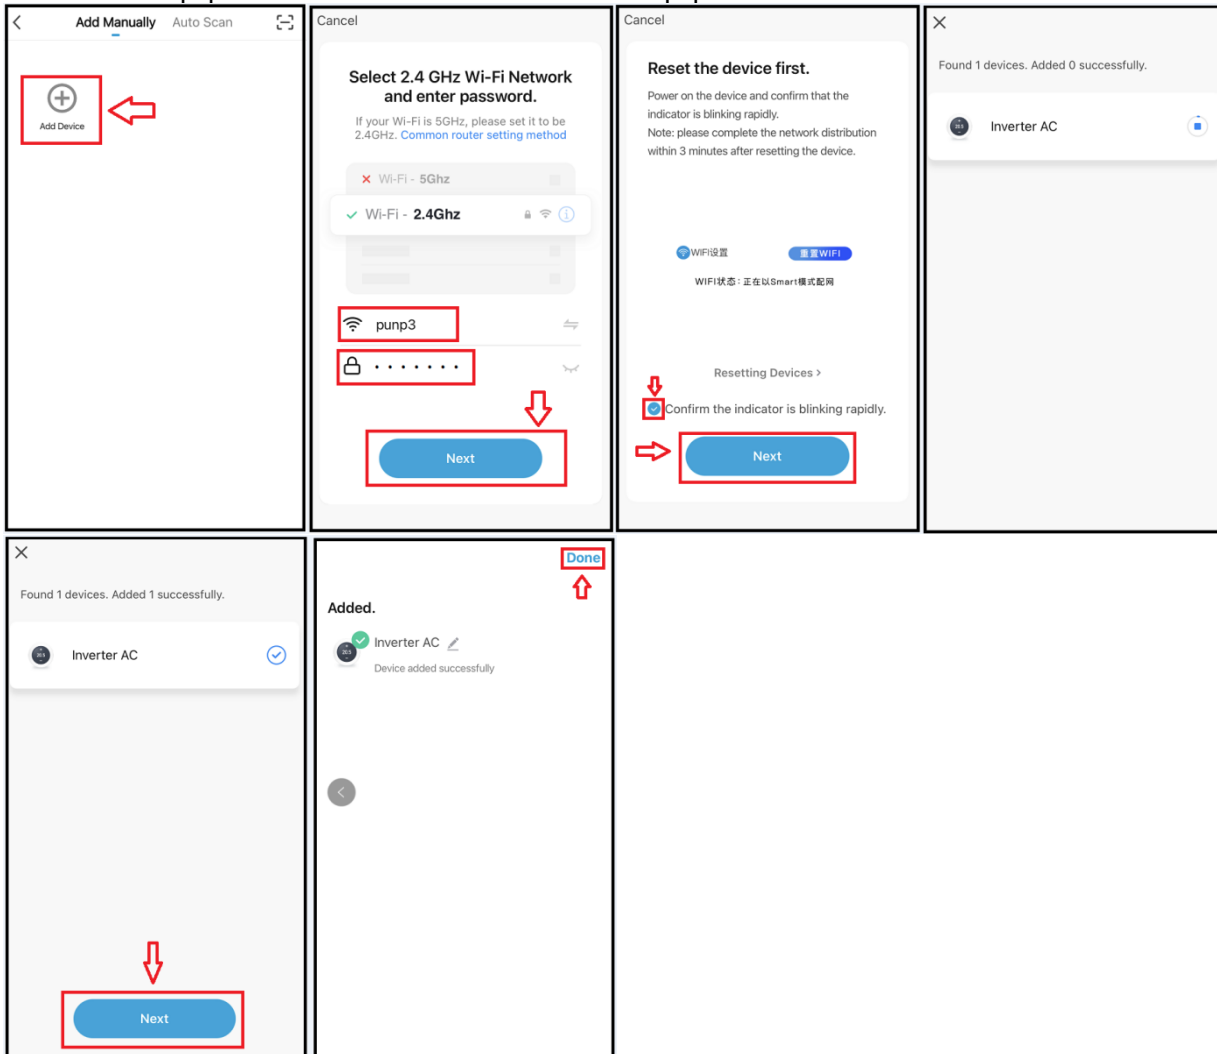 Add Manually Auto Scan
Add Device
Cancel
Select 2.4 GHz Wi-Fi Network
and enter password.
If your Wi-Fi is 5GHz, please set it to be
2.4GHz. Common router setting method
Wi-Fi - 5Ghz
Wi-Fi - 2.4Ghz
punp3
Next
Cancel
Reset the device first.
Power on the device and confirm that the
indicator is blinking rapidly.
Note: please complete the network distribution
within 3 minutes after resetting the device.
WIFI设置 重置WIFI
WIFI状态：正在以Smart模式配网
Resetting Devices >
Confirm the indicator is blinking rapidly.
Next
Found 1 devices. Added 0 successfully.
Inverter AC
Found 1 devices. Added 1 successfully.
Inverter AC
Next
Done
Added.
Inverter AC
Device added successfully